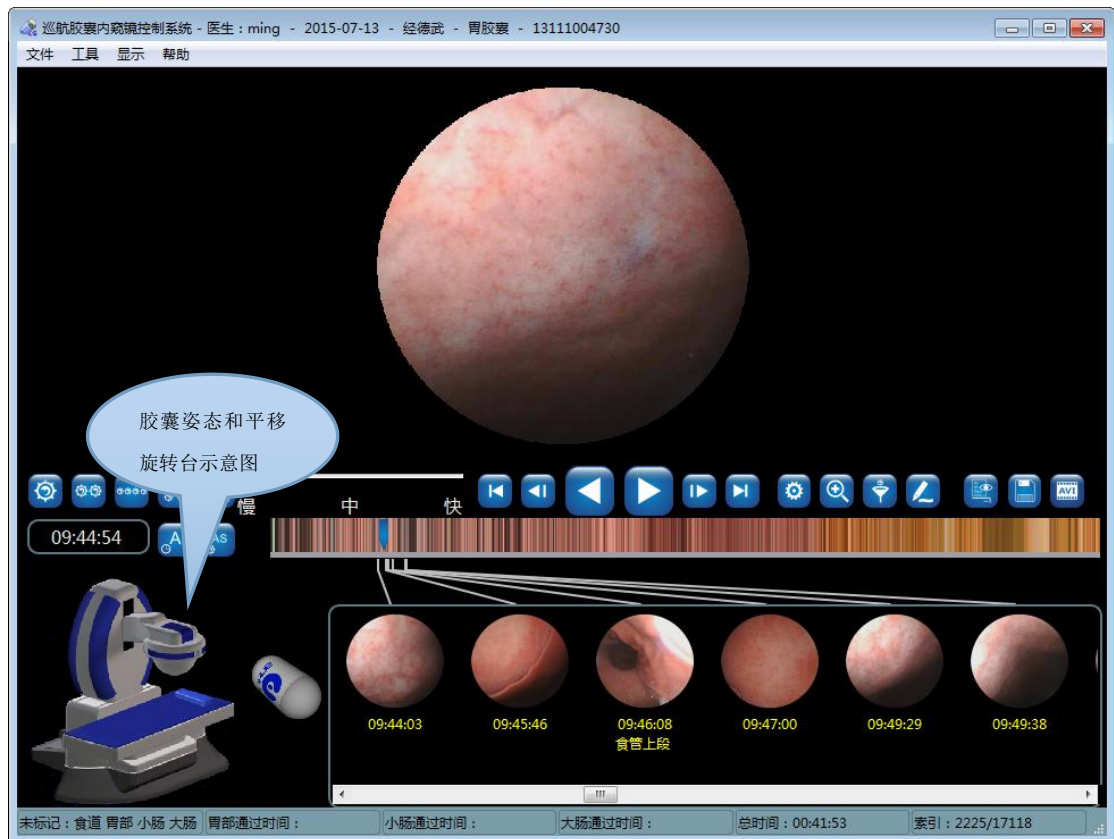 巡航胶囊内窥镜控制系统 - 医生：ming - 2015-07-13 - 经德武 - 胃胶囊 - 13111004730
文件 工具 显示 帮助
胶囊姿态和平移
旋转台示意图
慢 中 快
AVI
09:44:54
A
AS
09:44:03 09:45:46 09:46:08 09:47:00 09:49:29 09:49:38
食管上段
未标记：食道 胃部 小肠 大肠 胃部通过时间： 小肠通过时间： 大肠通过时间： 总时间：00:41:53 索引：2225/17118